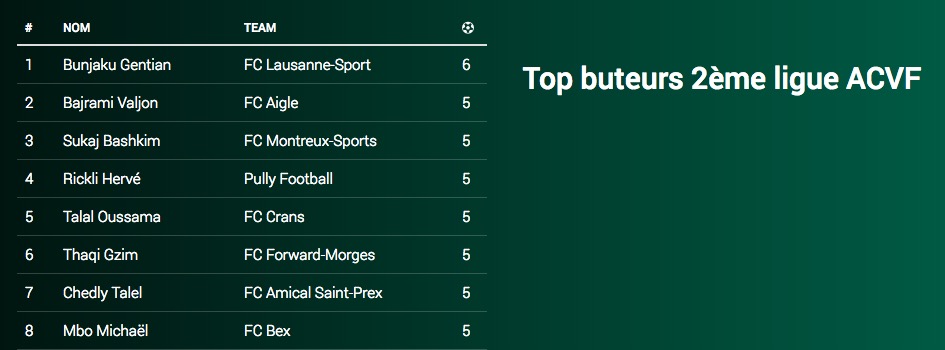 # NOM TEAM
1 Bunjaku Gentian FC Lausanne-Sport 6
2 Bajrami Valjon FC Aigle 5
3 Sukaj Bashkim FC Montreux-Sports 5
4 Rickli Hervé Pully Football 5
5 Talal Oussama FC Crans 5
6 Thaqi Gzim FC Forward-Morges 5
7 Chedly Talel FC Amical Saint-Prex 5
8 Mbo Michaël FC Bex 5
Top buteurs 2ème ligue ACVF